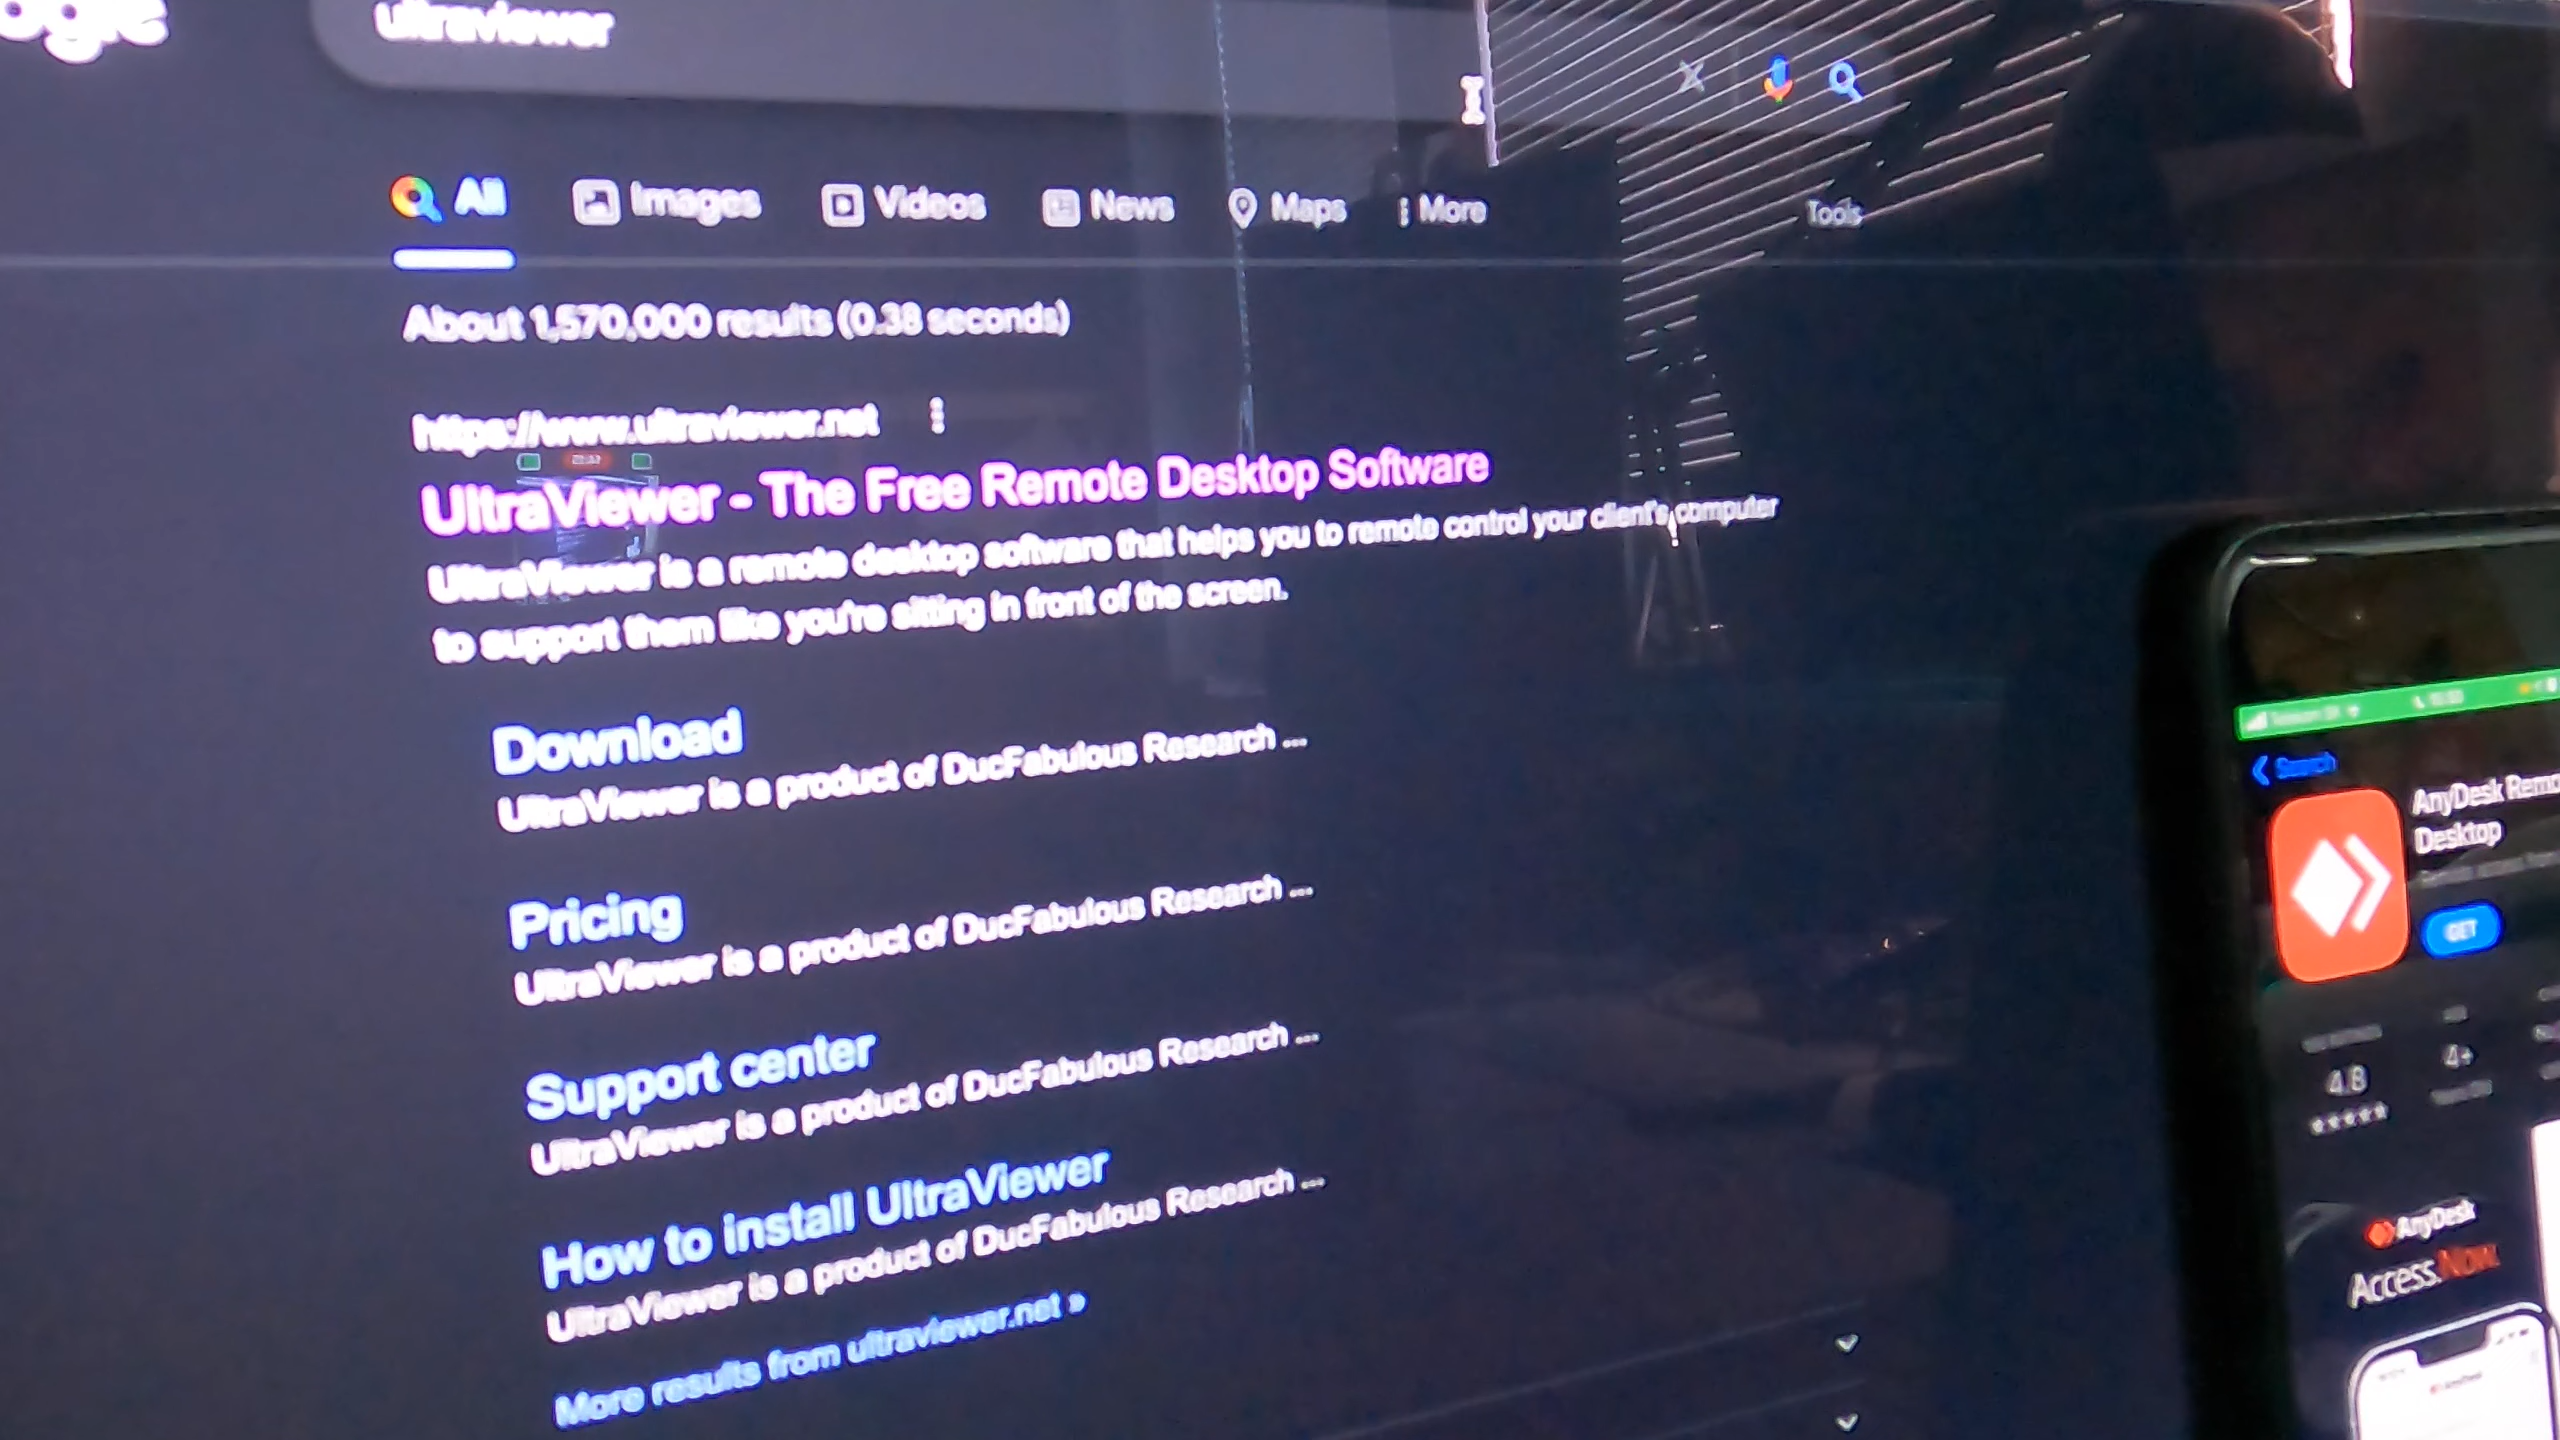 ultraviewer
All Images Videos News Maps More Tools
About 1,570,000 results (0.38 seconds)
https://www.ultraviewer.net
UltraViewer - The Free Remote Desktop Software
UltraViewer is a remote desktop software that helps you to remote control your client's computer
to support them like you're sitting in front of the screen.
Download
UltraViewer is a product of DucFabulous Research ...
Pricing
UltraViewer is a product of DucFabulous Research ...
Support center
UltraViewer is a product of DucFabulous Research ...
How to install UltraViewer
UltraViewer is a product of DucFabulous Research ...
More results from ultraviewer.net »
Search
AnyDesk
Desktop
GET
4.8
4+
AnyDesk
Access.Now.